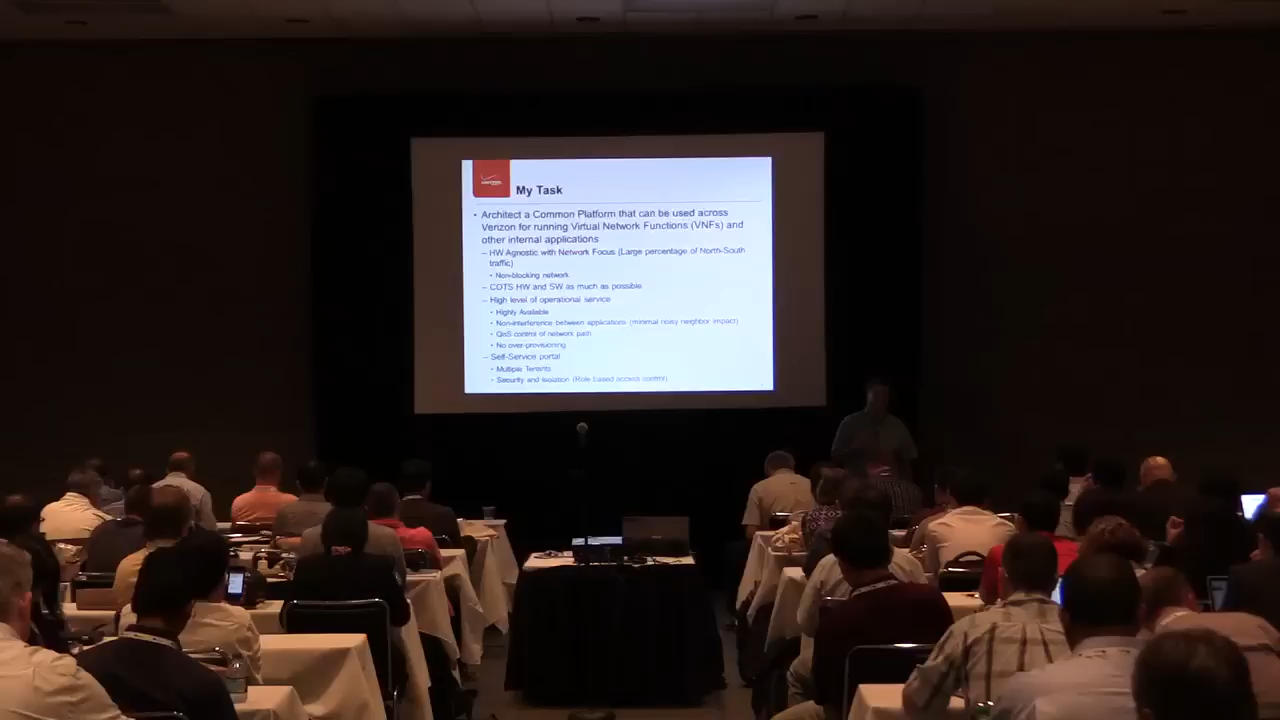 My Task
• Architect a Common Platform that can be used across
Verizon for running Virtual Network Functions (VNFs) and
other internal applications
– HW Agnostic with Network Focus (Large percentage of North-South
traffic)
• Non-blocking network
– COTS HW and SW as much as possible
– High level of operational service
• Highly Available
• Non-interference between applications (minimal noisy neighbor impact)
• QoS control of network path
• No over-provisioning
– Self-Service portal
• Multiple Tenants
• Security and Isolation (Role based access control)